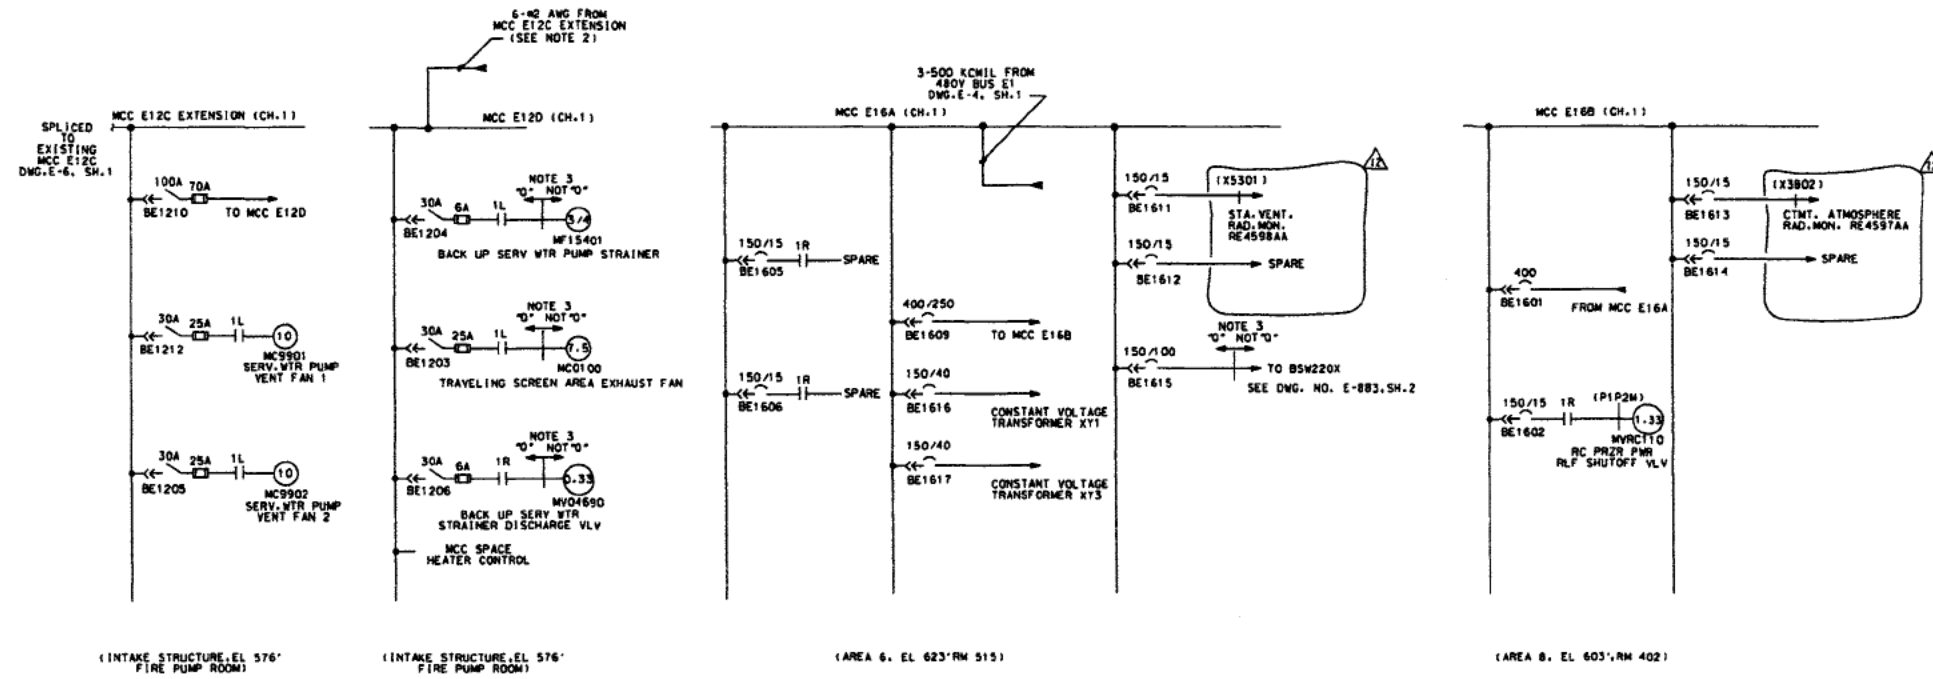 6-#2 AWG FROM
MCC E12C EXTENSION
(SEE NOTE 2)
SPLICED
TO
EXISTING
MCC E12C
DWG.E-6, SH.1
MCC E12C EXTENSION (CH.1)
100A 70A
BE1210
TO MCC E12D
30A 25A 1L
10
BE1212
MC9901
SERV.WTR PUMP
VENT FAN 1
30A 25A 1L
10
BE1205
MC9902
SERV.WTR PUMP
VENT FAN 2
(INTAKE STRUCTURE,EL 576'
FIRE PUMP ROOM)
MCC E12D (CH.1)
NOTE 3
"Q" NOT "Q"
30A 6A 1L
3/4
BE1204
MF15401
BACK UP SERV WTR PUMP STRAINER
NOTE 3
"Q" NOT "Q"
30A 25A 1L
7.5
BE1203
MC0100
TRAVELING SCREEN AREA EXHAUST FAN
NOTE 3
"Q" NOT "Q"
30A 6A 1R
0.33
BE1206
MV04690
BACK UP SERV WTR
STRAINER DISCHARGE VLV
MCC SPACE
HEATER CONTROL
(INTAKE STRUCTURE,EL 576'
FIRE PUMP ROOM)
3-500 KCMIL FROM
480V BUS E1
DWG.E-4, SH.1
MCC E16A (CH.1)
150/15 1R
SPARE
BE1605
150/15 1R
SPARE
BE1606
400/250
BE1609
TO MCC E16B
150/40
BE1616
CONSTANT VOLTAGE
TRANSFORMER XY1
150/40
BE1617
CONSTANT VOLTAGE
TRANSFORMER XY3
12
150/15
(X5301)
BE1611
STA.VENT.
RAD.MON.
RE4598AA
150/15
SPARE
BE1612
NOTE 3
"Q" NOT "Q"
150/100
TO BSW220X
BE1615
SEE DWG. NO. E-883,SH.2
(AREA 6, EL 623'RM 515)
MCC E16B (CH.1)
400
BE1601
FROM MCC E16A
150/15 1R (P1P2M)
1.33
BE1602
MVRC110
RC PRZR PWR
RLF SHUTOFF VLV
150/15
(X3802)
BE1613
CTMT. ATMOSPHERE
RAD.MON. RE4597AA
150/15
SPARE
BE1614
(AREA 8, EL 603',RM 402)